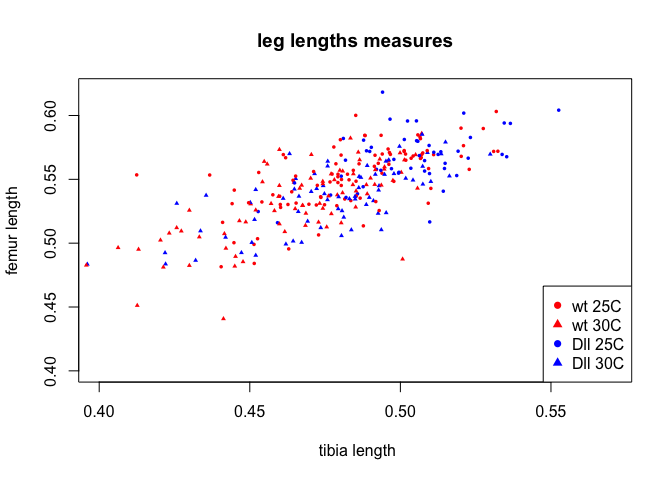 leg lengths measures
femur length
0.60
0.55
0.50
0.45
0.40
wt 25C
wt 30C
Dll 25C
Dll 30C
0.40 0.45 0.50 0.55
tibia length